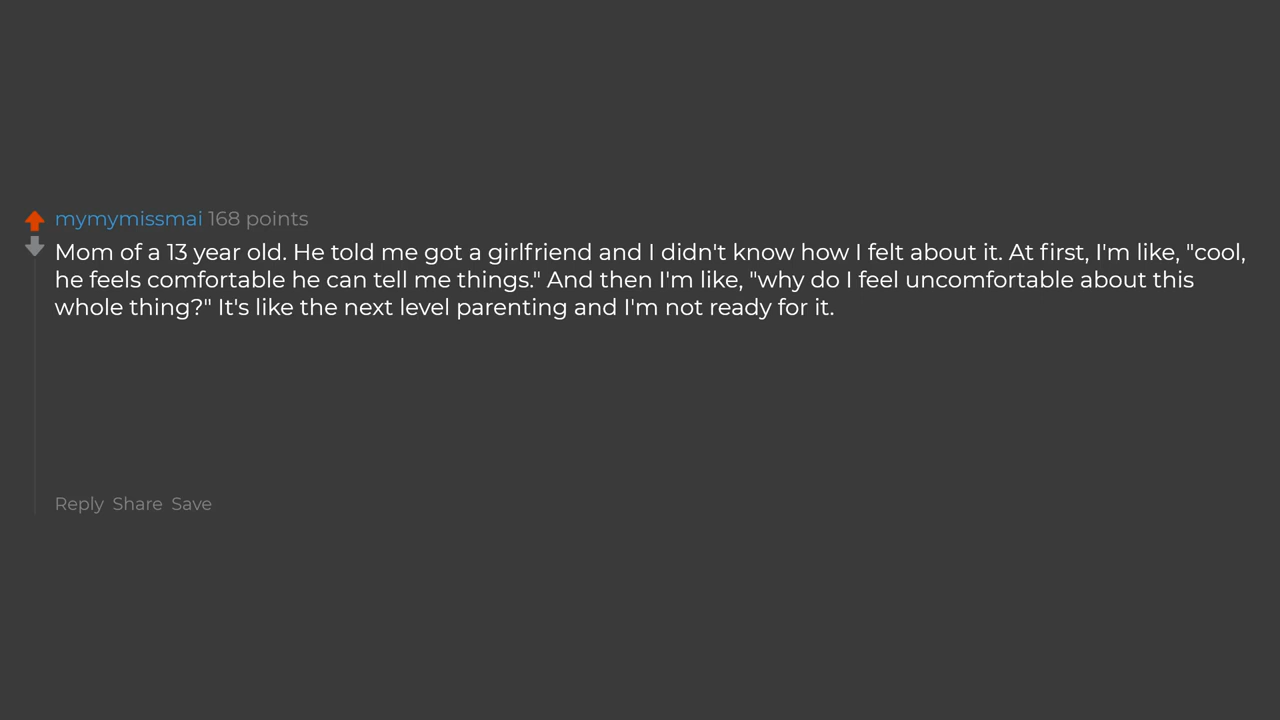 mymymissmai 168 points
Mom of a 13 year old. He told me got a girlfriend and I didn't know how I felt about it. At first, I'm like, "cool,
he feels comfortable he can tell me things." And then I'm like, "why do I feel uncomfortable about this
whole thing?" It's like the next level parenting and I'm not ready for it.
Reply Share Save